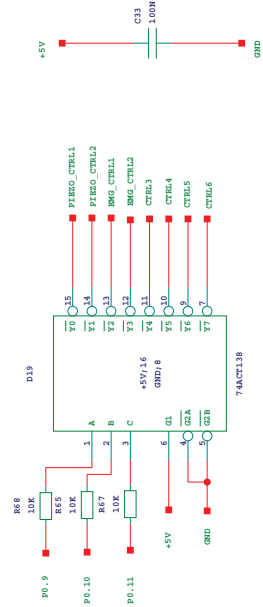 C33
100N
+5V
GND
PIEZO_CTRL1
PIEZO_CTRL2
EMG_CTRL1
EMG_CTRL2
CTRL3
CTRL4
CTRL5
CTRL6
15
14
13
12
11
10
9
7
Y0
Y1
Y2
Y3
Y4
Y5
Y6
Y7
D19
+5V;16
GND;8
74ACT138
A
B
C
G1
G2A
G2B
1
2
3
6
4
5
R68
10K
R65
10K
R67
10K
+5V
GND
P0.9
P0.10
P0.11